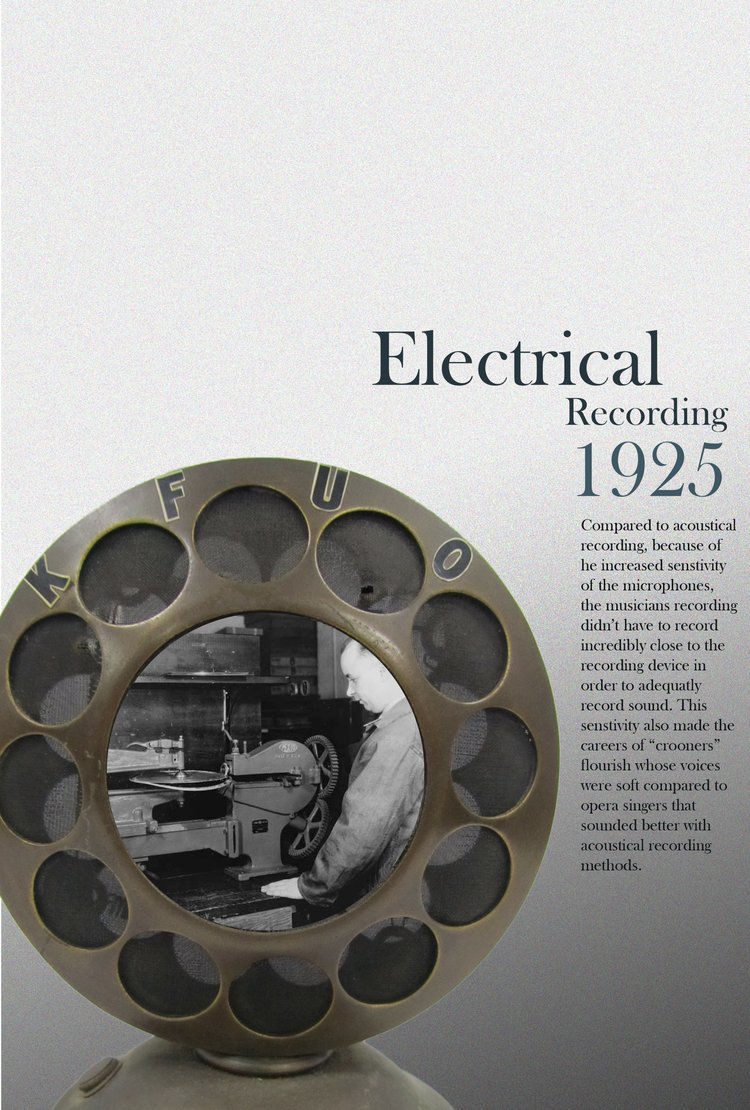 Electrical
Recording
1925
Compared to acoustical
recording, because of
he increased senstivity
of the microphones,
the musicians recording
didn't have to record
incredibly close to the
recording device in
order to adequatly
record sound. This
senstivity also made the
careers of “crooners”
flourish whose voices
were soft compared to
opera singers that
sounded better with
acoustical recording
methods.
K F U O